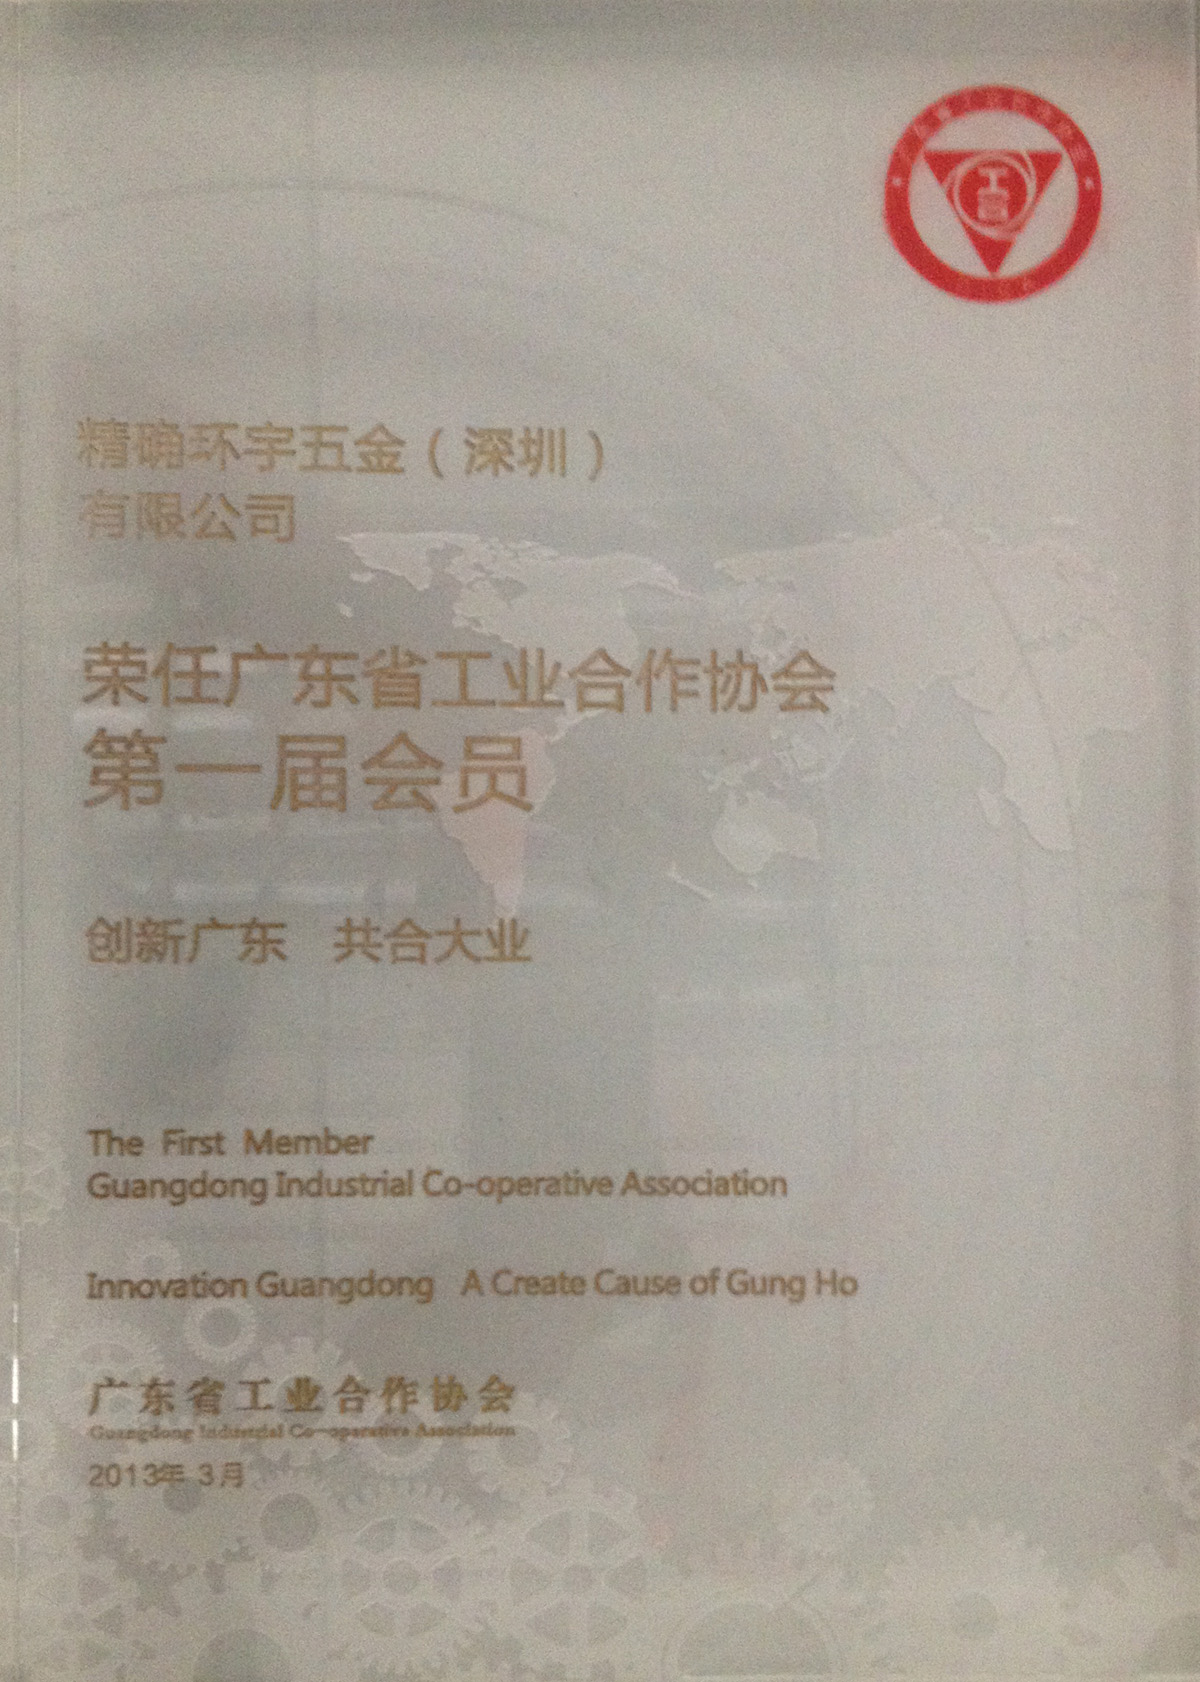 精确环宇五金（深圳）
有限公司
荣任广东省工业合作协会
第一届会员
创新广东 共合大业
The First Member
Guangdong Industrial Co-operative Association
Innovation Guangdong A Create Cause of Gung Ho
广东省工业合作协会
Guangdong Industrial Co-operative Association
2013年 3月